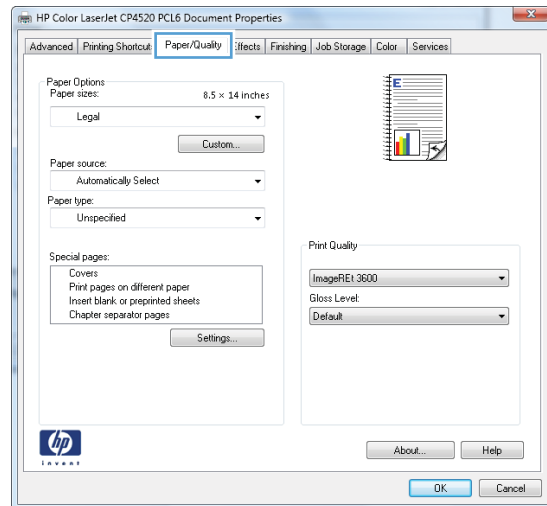 HP Color LaserJet CP4520 PCL6 Document Properties
Advanced Printing Shortcut Paper/Quality ffects Finishing Job Storage Color Services
Paper Options
Paper sizes: 8.5 × 14 inches
Legal
Custom...
Paper source:
Automatically Select
Paper type:
Unspecified
Special pages:
Covers
Print pages on different paper
Insert blank or preprinted sheets
Chapter separator pages
Settings...
E
Print Quality
ImageREt 3600
Gloss Level:
Default
hp
invent
About... Help
OK Cancel